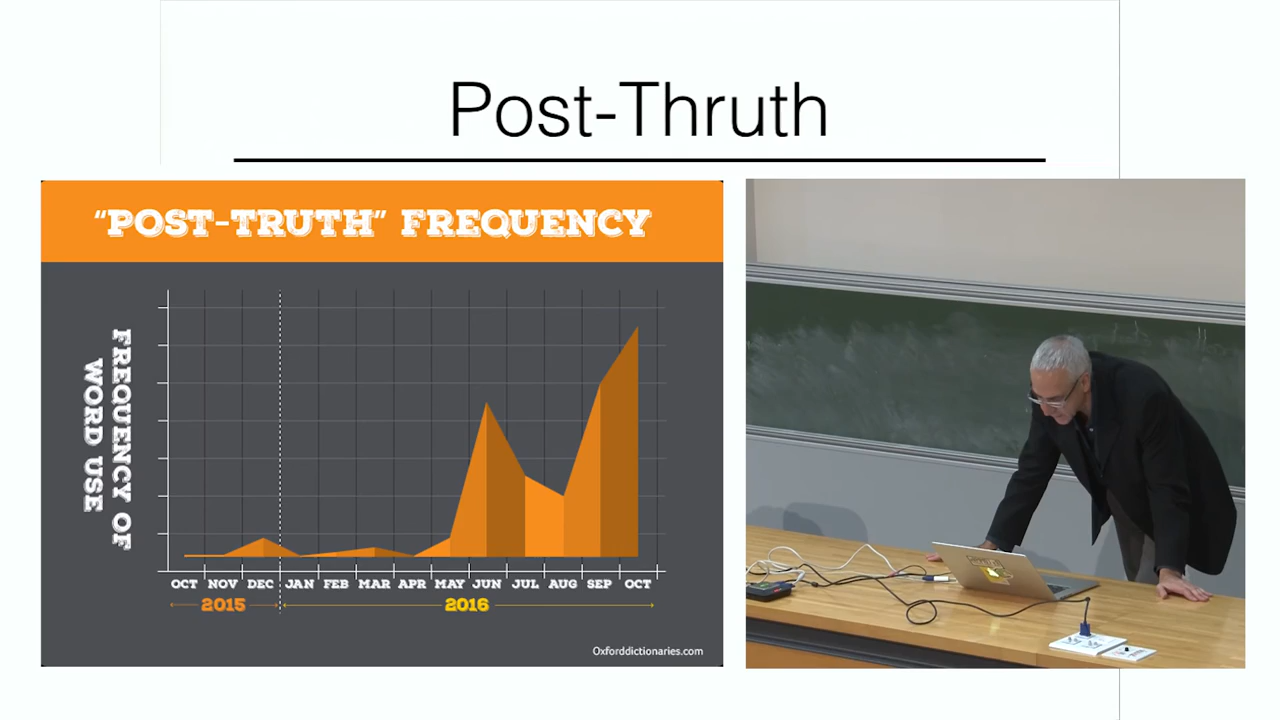 Post-Thruth
“POST-TRUTH” FREQUENCY
FREQUENCY OF
WORD USE
OCT NOV DEC JAN FEB MAR APR MAY JUN JUL AUG SEP OCT
2015 2016
Oxforddictionaries.com